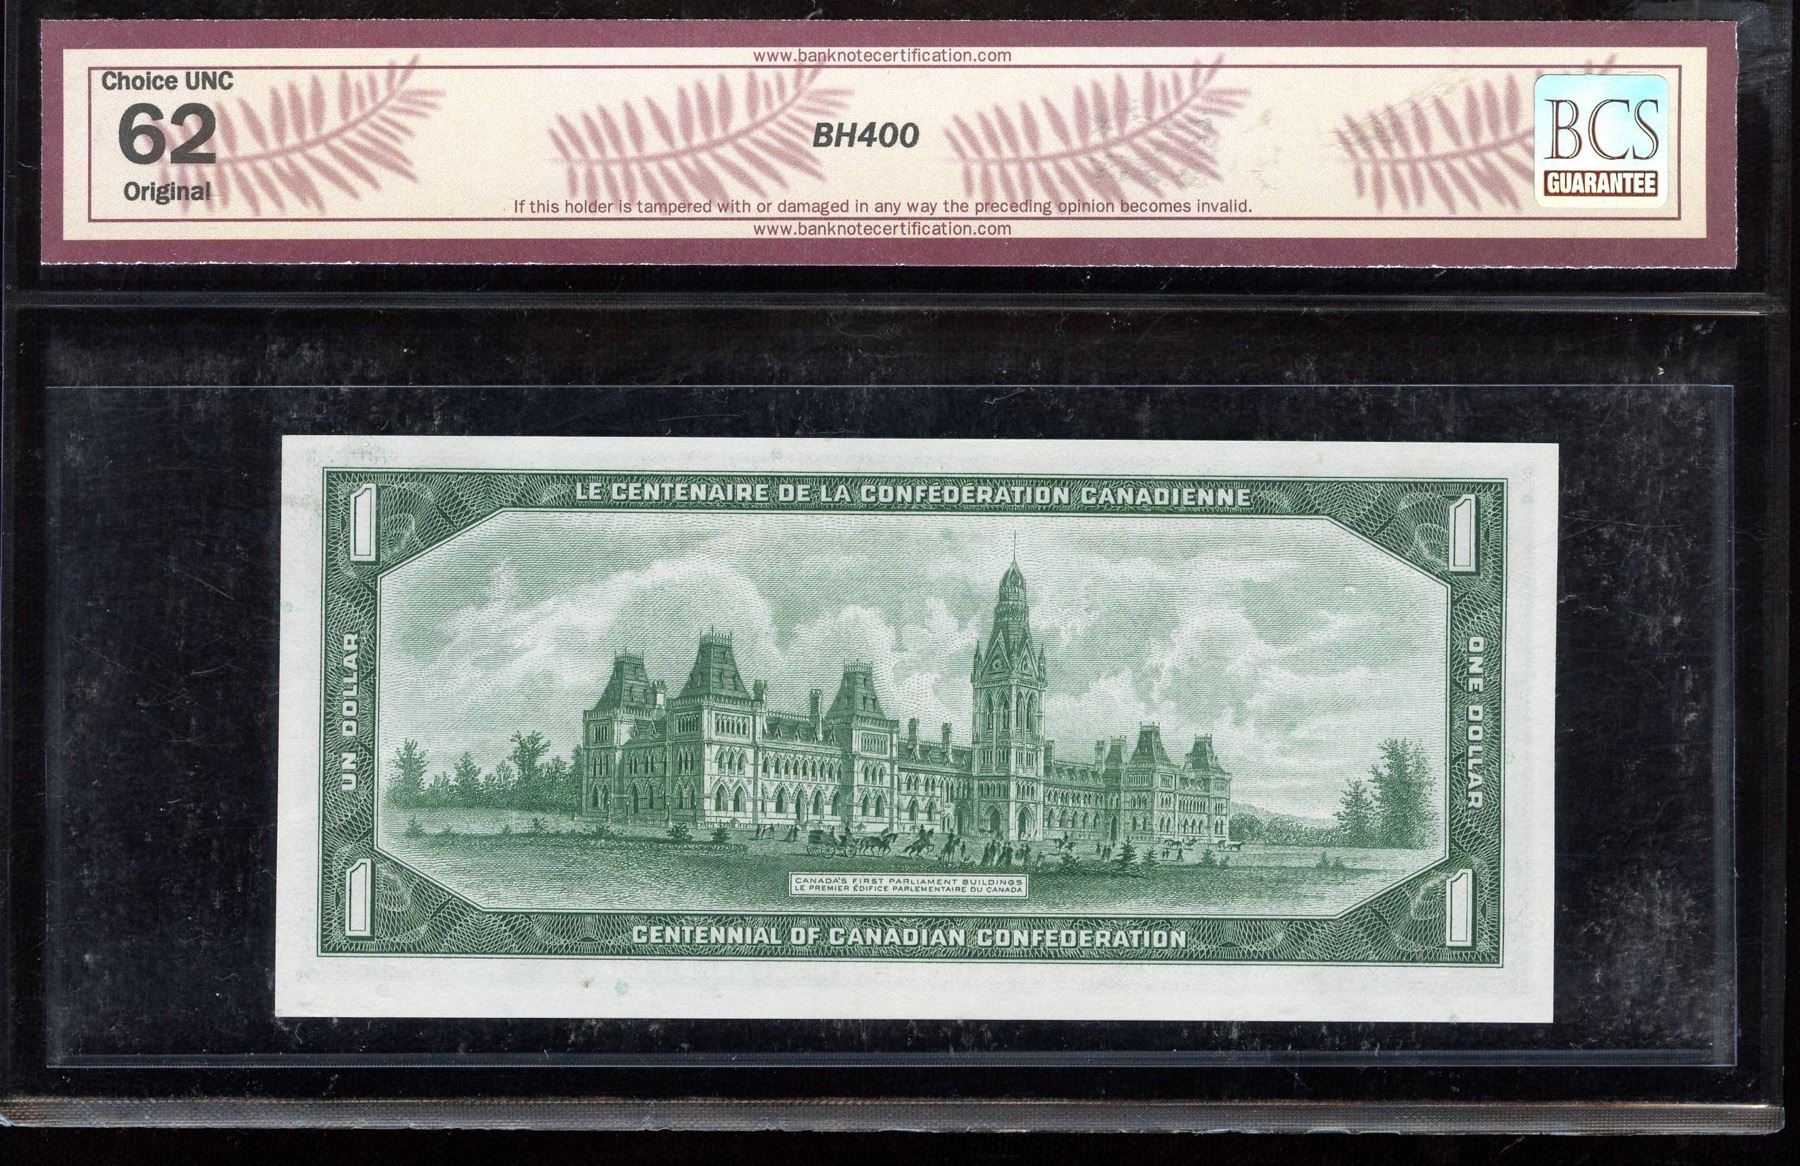 www.banknotecertification.com
Choice UNC
62
Original
BH400
BCS
GUARANTEE
If this holder is tampered with or damaged in any way the preceding opinion becomes invalid.
www.banknotecertification.com
LE CENTENAIRE DE LA CONFÉDÉRATION CANADIENNE
1
1
UN DOLLAR
ONE DOLLAR
CANADA'S FIRST PARLIAMENT BUILDINGS
LE PREMIER ÉDIFICE PARLEMENTAIRE DU CANADA
1
1
CENTENNIAL OF CANADIAN CONFEDERATION